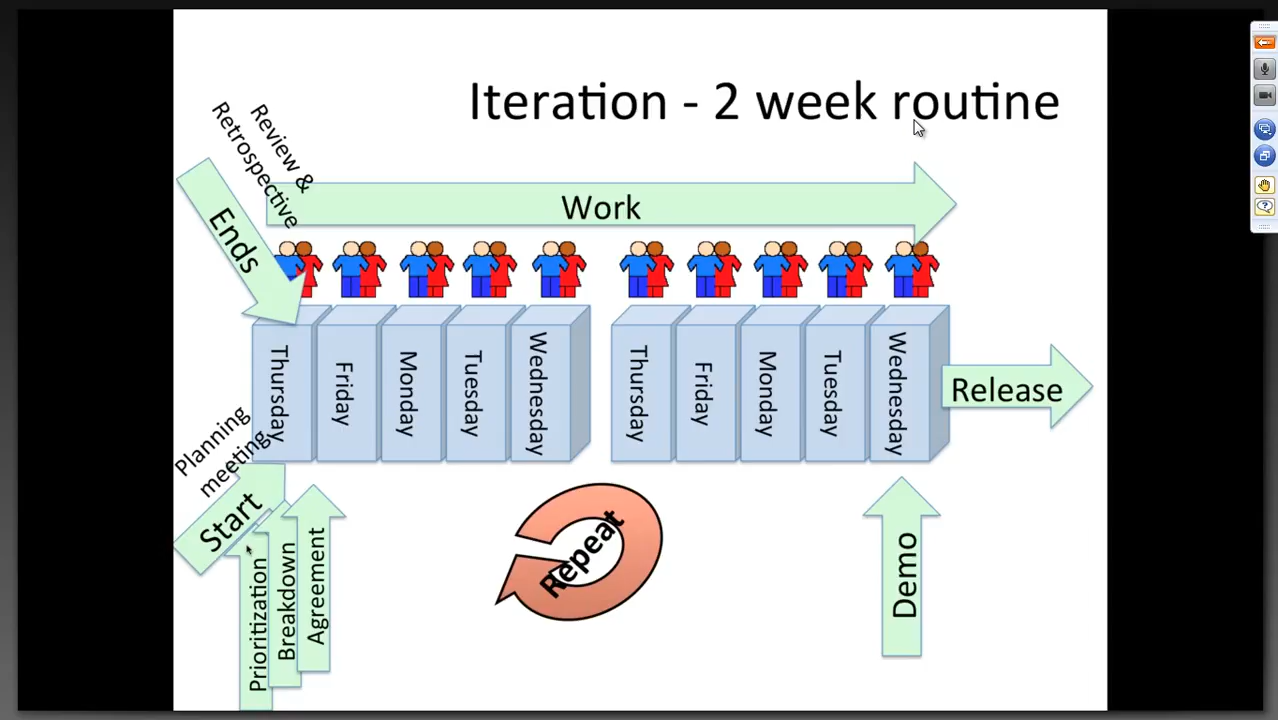 Iteration - 2 week routine
Review &
Retrospective
Ends
Work
Thursday
Friday
Monday
Tuesday
Wednesday
Thursday
Friday
Monday
Tuesday
Wednesday
Release
Planning
meeting
Start
Prioritization
Breakdown
Agreement
Repeat
Demo